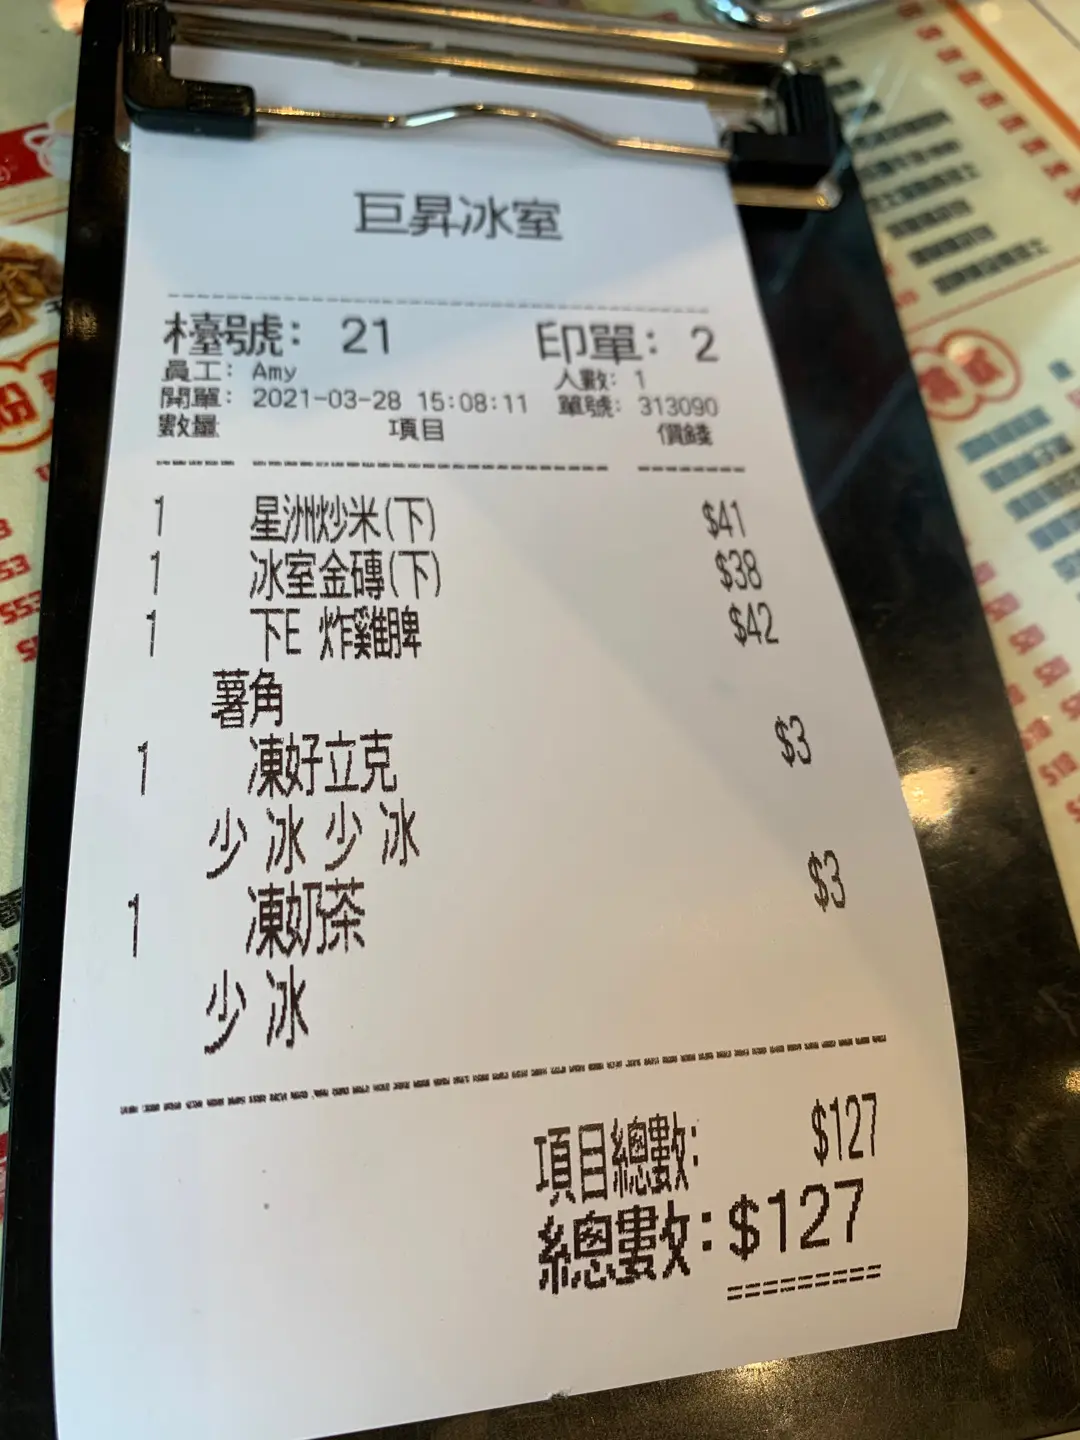 巨昇冰室
檯號: 21 印單: 2
員工: Amy 人數: 1
開單: 2021-03-28 15:08:11 單號: 313090
數量 項目 價錢
1 星洲炒米(下) $41
1 冰室金磚(下) $38
1 下E 炸雞髀 $42
薯角
1 凍好立克 $3
少冰少冰
1 凍奶茶 $3
少冰
項目總數: $127
總數: $127